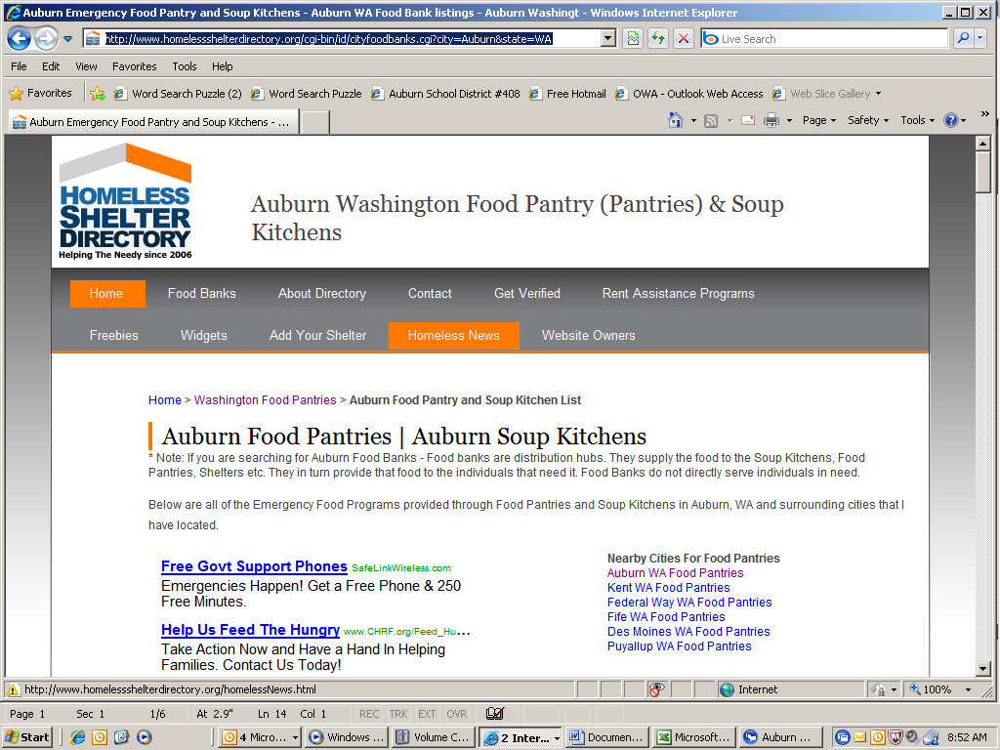 Auburn Emergency Food Pantry and Soup Kitchens - Auburn WA Food Bank listings - Auburn Washingt - Windows Internet Explorer
http://www.homelessshelterdirectory.org/cgi-bin/id/cityfoodbanks.cgi?city=Auburn&state=WA
Live Search
File Edit View Favorites Tools Help
Favorites Word Search Puzzle (2) Word Search Puzzle Auburn School District #408 Free Hotmail OWA - Outlook Web Access Web Slice Gallery
Auburn Emergency Food Pantry and Soup Kitchens - ...
Page Safety Tools »
HOMELESS
SHELTER
DIRECTORY
Helping The Needy since 2006
Auburn Washington Food Pantry (Pantries) & Soup
Kitchens
Home Food Banks About Directory Contact Get Verified Rent Assistance Programs
Freebies Widgets Add Your Shelter Homeless News Website Owners
Home > Washington Food Pantries > Auburn Food Pantry and Soup Kitchen List
Auburn Food Pantries | Auburn Soup Kitchens
* Note: If you are searching for Auburn Food Banks - Food banks are distribution hubs. They supply the food to the Soup Kitchens, Food
Pantries, Shelters etc. They in turn provide that food to the individuals that need it. Food Banks do not directly serve individuals in need.
Below are all of the Emergency Food Programs provided through Food Pantries and Soup Kitchens in Auburn, WA and surrounding cities that I
have located.
Free Govt Support Phones SafeLinkWireless.com
Emergencies Happen! Get a Free Phone & 250
Free Minutes.
Help Us Feed The Hungry www.CHRF.org/Feed_Hu...
Take Action Now and Have a Hand In Helping
Families. Contact Us Today!
Nearby Cities For Food Pantries
Auburn WA Food Pantries
Kent WA Food Pantries
Federal Way WA Food Pantries
Fife WA Food Pantries
Des Moines WA Food Pantries
Puyallup WA Food Pantries
http://www.homelessshelterdirectory.org/homelessNews.html Internet 100%
Page 1 Sec 1 1/6 At 2.9" Ln 14 Col 1 REC TRK EXT OVR
Start 4 Micro... Windows ... Volume C... 2 Inter... Documen... Microsoft... Auburn ... 8:52 AM